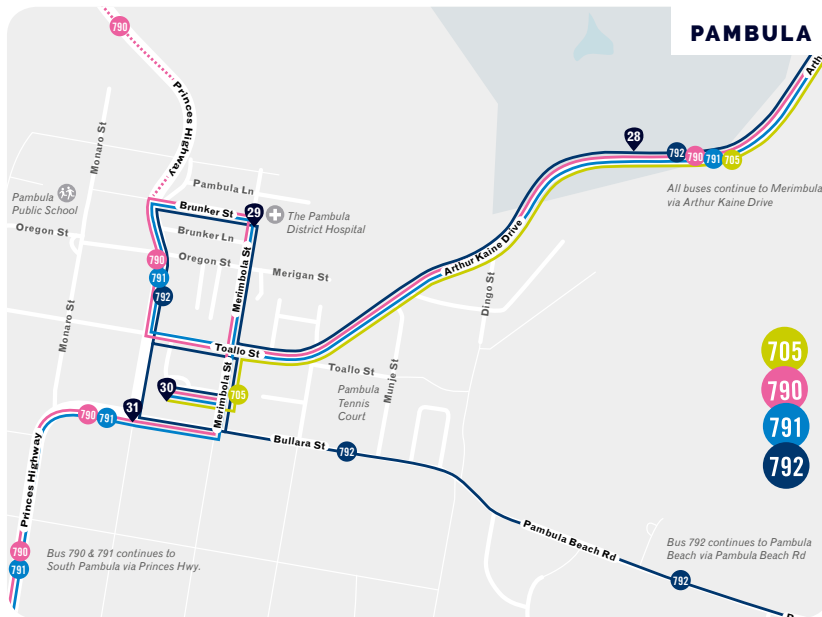 PAMBULA
790
Princes Highway
Arth
28
792
790
791
705
All buses continue to Merimbula
via Arthur Kaine Drive
Monaro St
Pambula Ln
Pambula
Public School
Brunker St
29
The Pambula
District Hospital
Oregon St
Brunker Ln
Oregon St
Merigan St
Merimbola St
Arthur Kaine Drive
790
791
792
Dingo St
Monaro St
Toallo St
Toallo St
Munje St
705
790
791
792
Merimbola St
30
705
Pambula
Tennis
Court
31
790
791
Princes Highway
Bullara St
792
Pambula Beach Rd
790
791
Bus 790 & 791 continues to
South Pambula via Princes Hwy.
Bus 792 continues to Pambula
Beach via Pambula Beach Rd
792